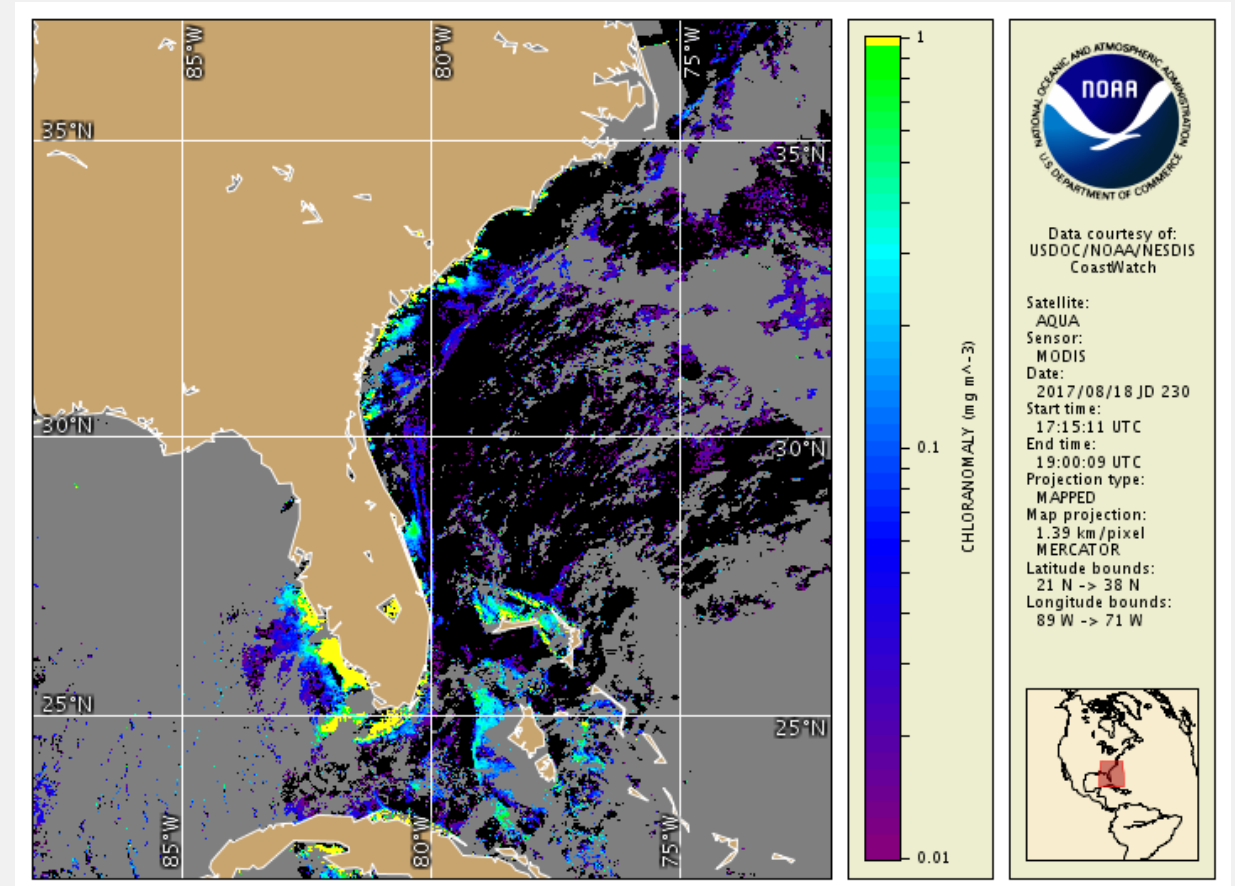 85°W
80°W
75°W
35°N
35°N
30°N
30°N
25°N
25°N
85°W
80°W
75°W
1
0.1
0.01
CHLORANOMALY (mg m^-3)
NATIONAL OCEANIC AND ATMOSPHERIC ADMINISTRATION
NOAA
U.S. DEPARTMENT OF COMMERCE
Data courtesy of:
USDOC/NOAA/NESDIS
CoastWatch
Satellite:
AQUA
Sensor:
MODIS
Date:
2017/08/18 JD 230
Start time:
17:15:11 UTC
End time:
19:00:09 UTC
Projection type:
MAPPED
Map projection:
1.39 km/pixel
MERCATOR
Latitude bounds:
21 N -> 38 N
Longitude bounds:
89 W -> 71 W